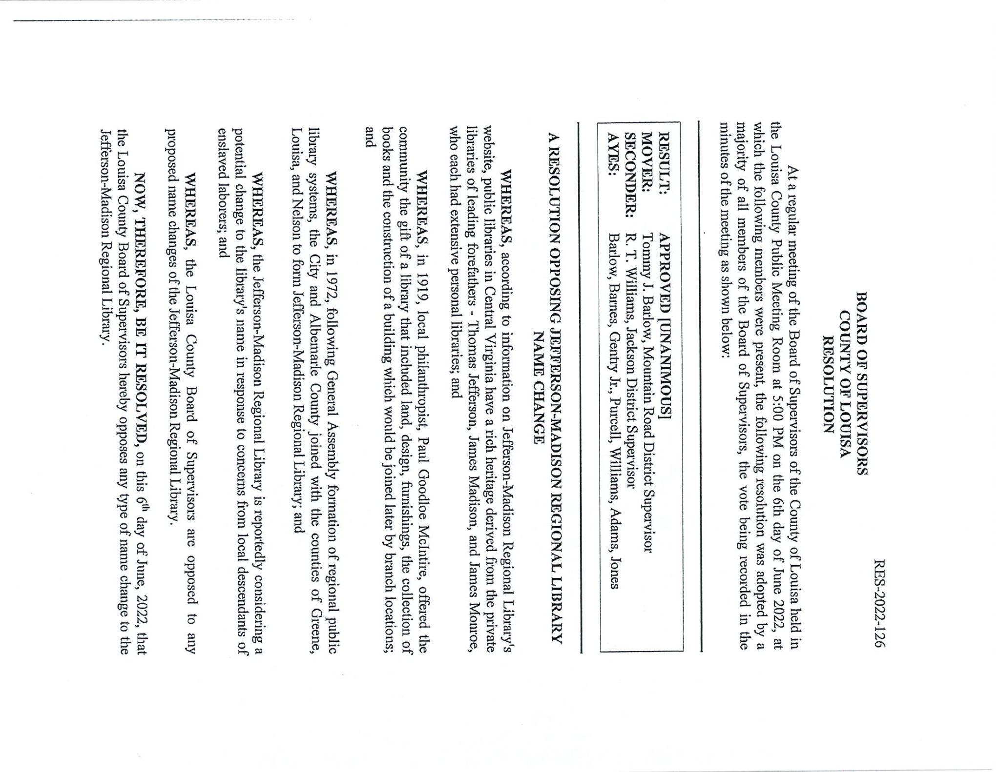 RES-2022-126
BOARD OF SUPERVISORS
COUNTY OF LOUISA
RESOLUTION
At a regular meeting of the Board of Supervisors of the County of Louisa held in
the Louisa County Public Meeting Room at 5:00 PM on the 6th day of June 2022, at
which the following members were present, the following resolution was adopted by a
majority of all members of the Board of Supervisors, the vote being recorded in the
minutes of the meeting as shown below:
RESULT: APPROVED [UNANIMOUS]
MOVER: Tommy J. Barlow, Mountain Road District Supervisor
SECONDER: R. T. Williams, Jackson District Supervisor
AYES: Barlow, Barnes, Gentry Jr., Purcell, Williams, Adams, Jones
A RESOLUTION OPPOSING JEFFERSON-MADISON REGIONAL LIBRARY
NAME CHANGE
WHEREAS, according to information on Jefferson-Madison Regional Library's
website, public libraries in Central Virginia have a rich heritage derived from the private
libraries of leading forefathers - Thomas Jefferson, James Madison, and James Monroe,
who each had extensive personal libraries; and
WHEREAS, in 1919, local philanthropist, Paul Goodloe McIntire, offered the
community the gift of a library that included land, design, furnishings, the collection of
books and the construction of a building which would be joined later by branch locations;
and
WHEREAS, in 1972, following General Assembly formation of regional public
library systems, the City and Albemarle County joined with the counties of Greene,
Louisa, and Nelson to form Jefferson-Madison Regional Library; and
WHEREAS, the Jefferson-Madison Regional Library is reportedly considering a
potential change to the library's name in response to concerns from local descendants of
enslaved laborers; and
WHEREAS, the Louisa County Board of Supervisors are opposed to any
proposed name changes of the Jefferson-Madison Regional Library.
NOW, THEREFORE, BE IT RESOLVED, on this 6th day of June, 2022, that
the Louisa County Board of Supervisors hereby opposes any type of name change to the
Jefferson-Madison Regional Library.